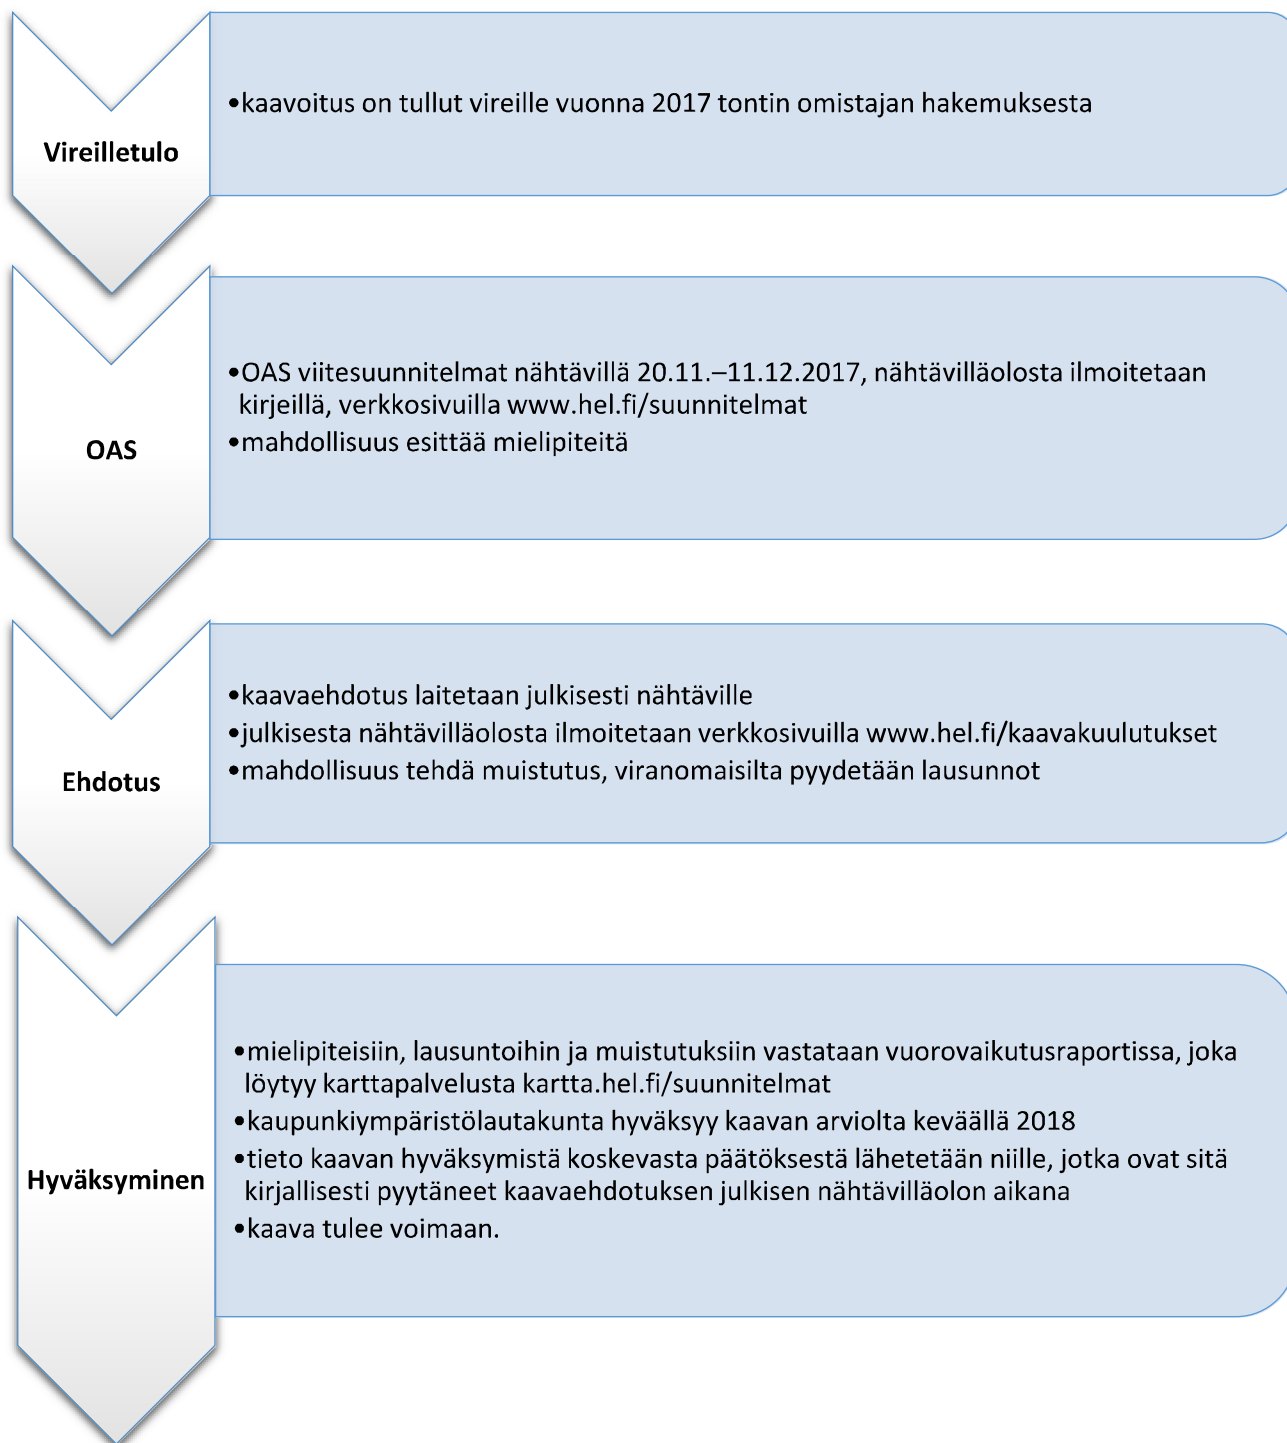 Vireilletulo
•kaavoitus on tullut vireille vuonna 2017 tontin omistajan hakemuksesta
OAS
•OAS viitesuunnitelmat nähtävillä 20.11.–11.12.2017, nähtävilläolosta ilmoitetaan
kirjeillä, verkkosivuilla www.hel.fi/suunnitelmat
•mahdollisuus esittää mielipiteitä
Ehdotus
•kaavaehdotus laitetaan julkisesti nähtäville
•julkisesta nähtävilläolosta ilmoitetaan verkkosivuilla www.hel.fi/kaavakuulutukset
•mahdollisuus tehdä muistutus, viranomaisilta pyydetään lausunnot
Hyväksyminen
•mielipiteisiin, lausuntoihin ja muistutuksiin vastataan vuorovaikutusraportissa, joka
löytyy karttapalvelusta kartta.hel.fi/suunnitelmat
•kaupunkiympäristölautakunta hyväksyy kaavan arviolta keväällä 2018
•tieto kaavan hyväksymistä koskevasta päätöksestä lähetetään niille, jotka ovat sitä
kirjallisesti pyytäneet kaavaehdotuksen julkisen nähtävilläolon aikana
•kaava tulee voimaan.